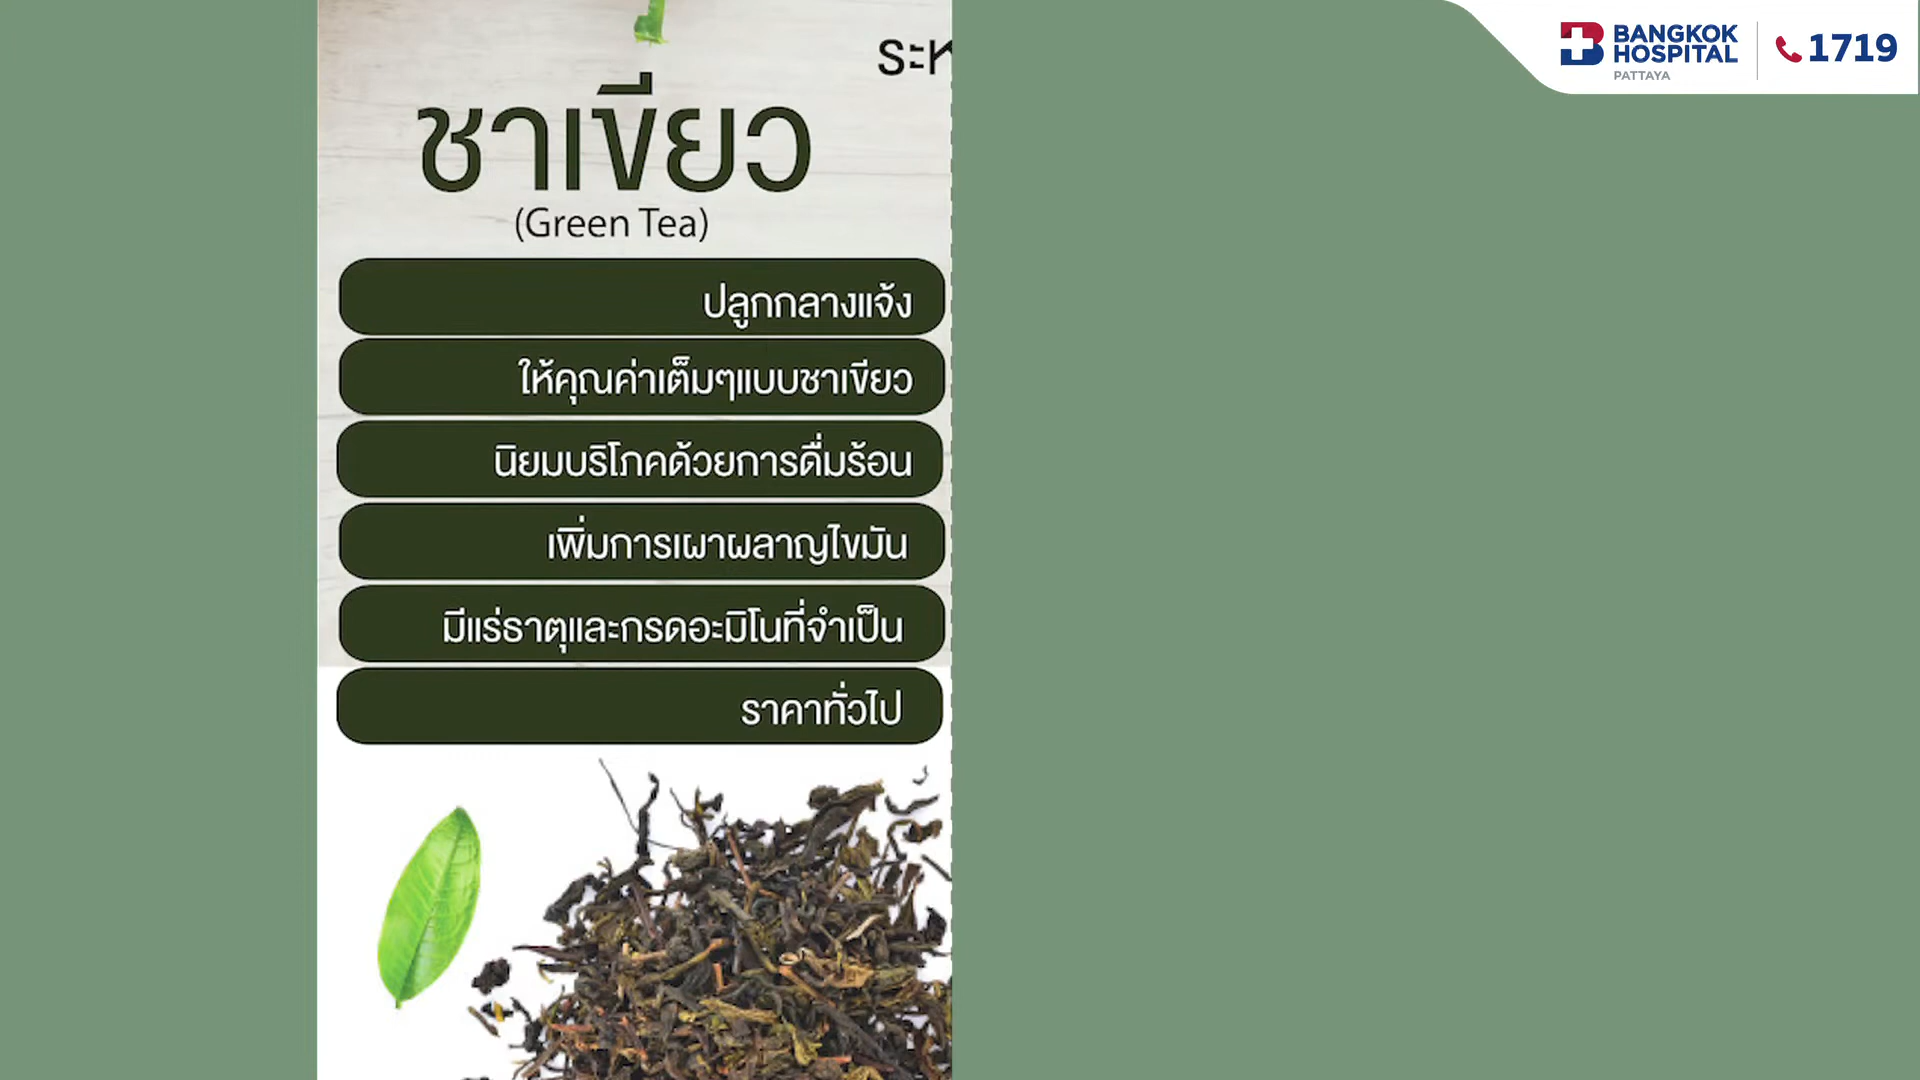 BANGKOK
HOSPITAL
PATTAYA
1719
ชาเขียว
(Green Tea)
ปลูกกลางแจ้ง
ให้คุณค่าเต็มๆแบบชาเขียว
นิยมบริโภคด้วยการดื่มร้อน
เพิ่มการเผาผลาญไขมัน
มีแร่ธาตุและกรดอะมิโนที่จำเป็น
ราคาทั่วไป